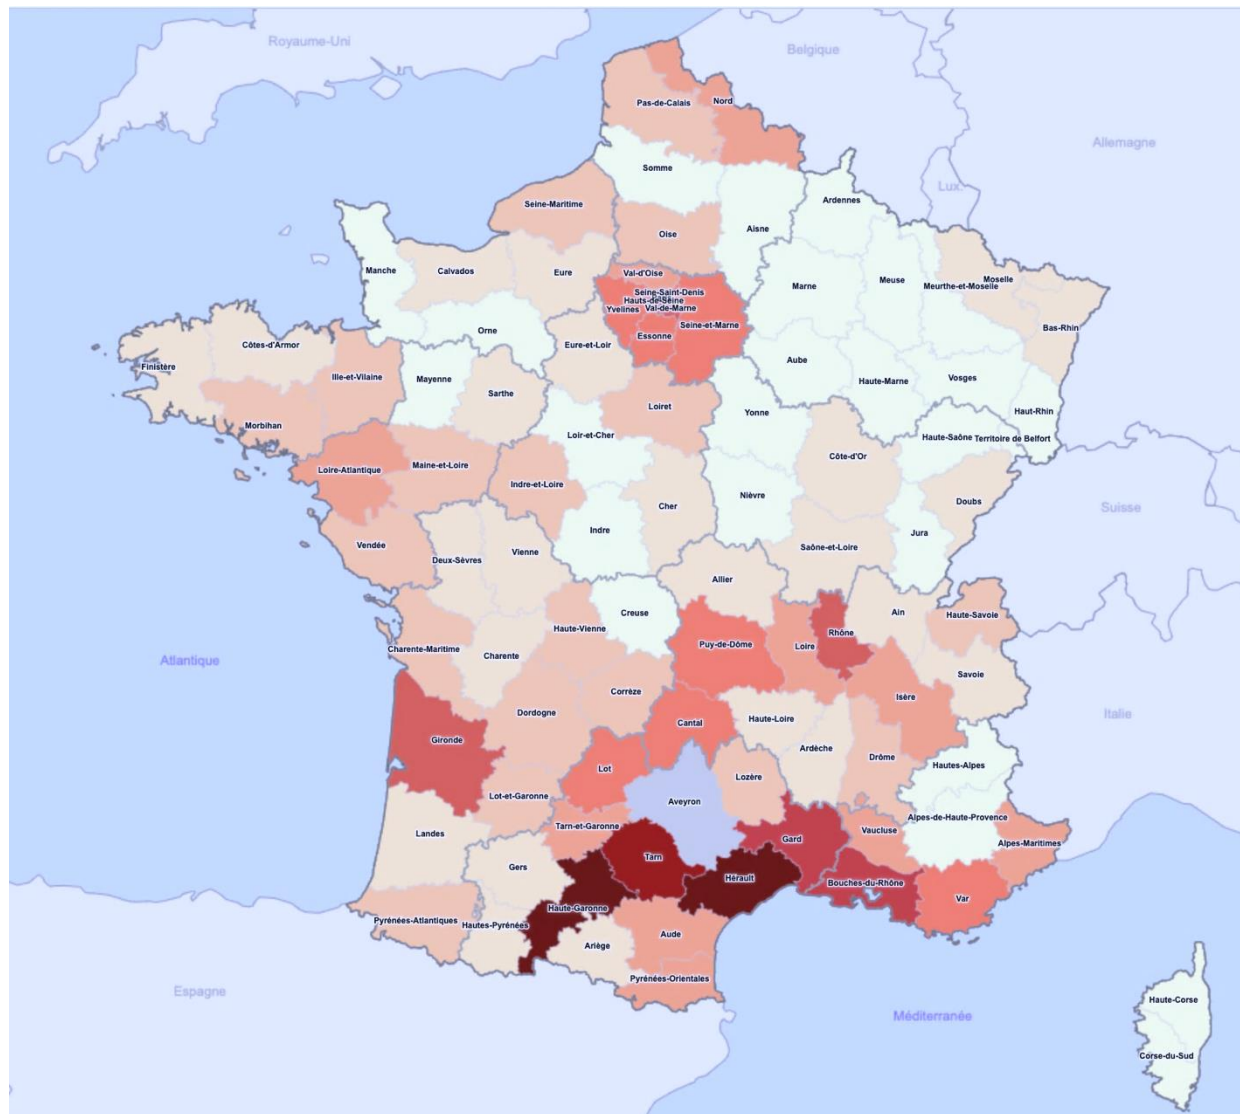 Royaume-Uni
Belgique
Nord
Pas-de-Calais
Allemagne
Somme
Lux.
Ardennes
Seine-Maritime
Aisne
Oise
Manche
Calvados
Eure
Val-d'Oise
Moselle
Marne
Meuse
Meurthe-et-Moselle
Seine-Saint-Denis
Hauts-de-Seine
Val-de-Marne
Yvelines
Seine-et-Marne
Bas-Rhin
Orne
Essonne
Côtes-d'Armor
Eure-et-Loir
Finistère
Aube
Ille-et-Vilaine
Mayenne
Haute-Marne
Vosges
Sarthe
Loiret
Yonne
Haut-Rhin
Morbihan
Loir-et-Cher
Haute-Saône
Territoire de Belfort
Côte-d'Or
Loire-Atlantique
Maine-et-Loire
Indre-et-Loire
Nièvre
Cher
Doubs
Suisse
Indre
Jura
Vendée
Saône-et-Loire
Vienne
Deux-Sèvres
Allier
Creuse
Ain
Haute-Savoie
Haute-Vienne
Rhône
Charente-Maritime
Puy-de-Dôme
Loire
Charente
Atlantique
Savoie
Corrèze
Isère
Dordogne
Italie
Cantal
Haute-Loire
Gironde
Ardèche
Drôme
Hautes-Alpes
Lot
Lozère
Lot-et-Garonne
Aveyron
Alpes-de-Haute-Provence
Tarn-et-Garonne
Vaucluse
Landes
Gard
Alpes-Maritimes
Tarn
Gers
Hérault
Bouches-du-Rhône
Var
Haute-Garonne
Pyrénées-Atlantiques
Hautes-Pyrénées
Aude
Ariège
Pyrénées-Orientales
Espagne
Haute-Corse
Méditerranée
Corse-du-Sud